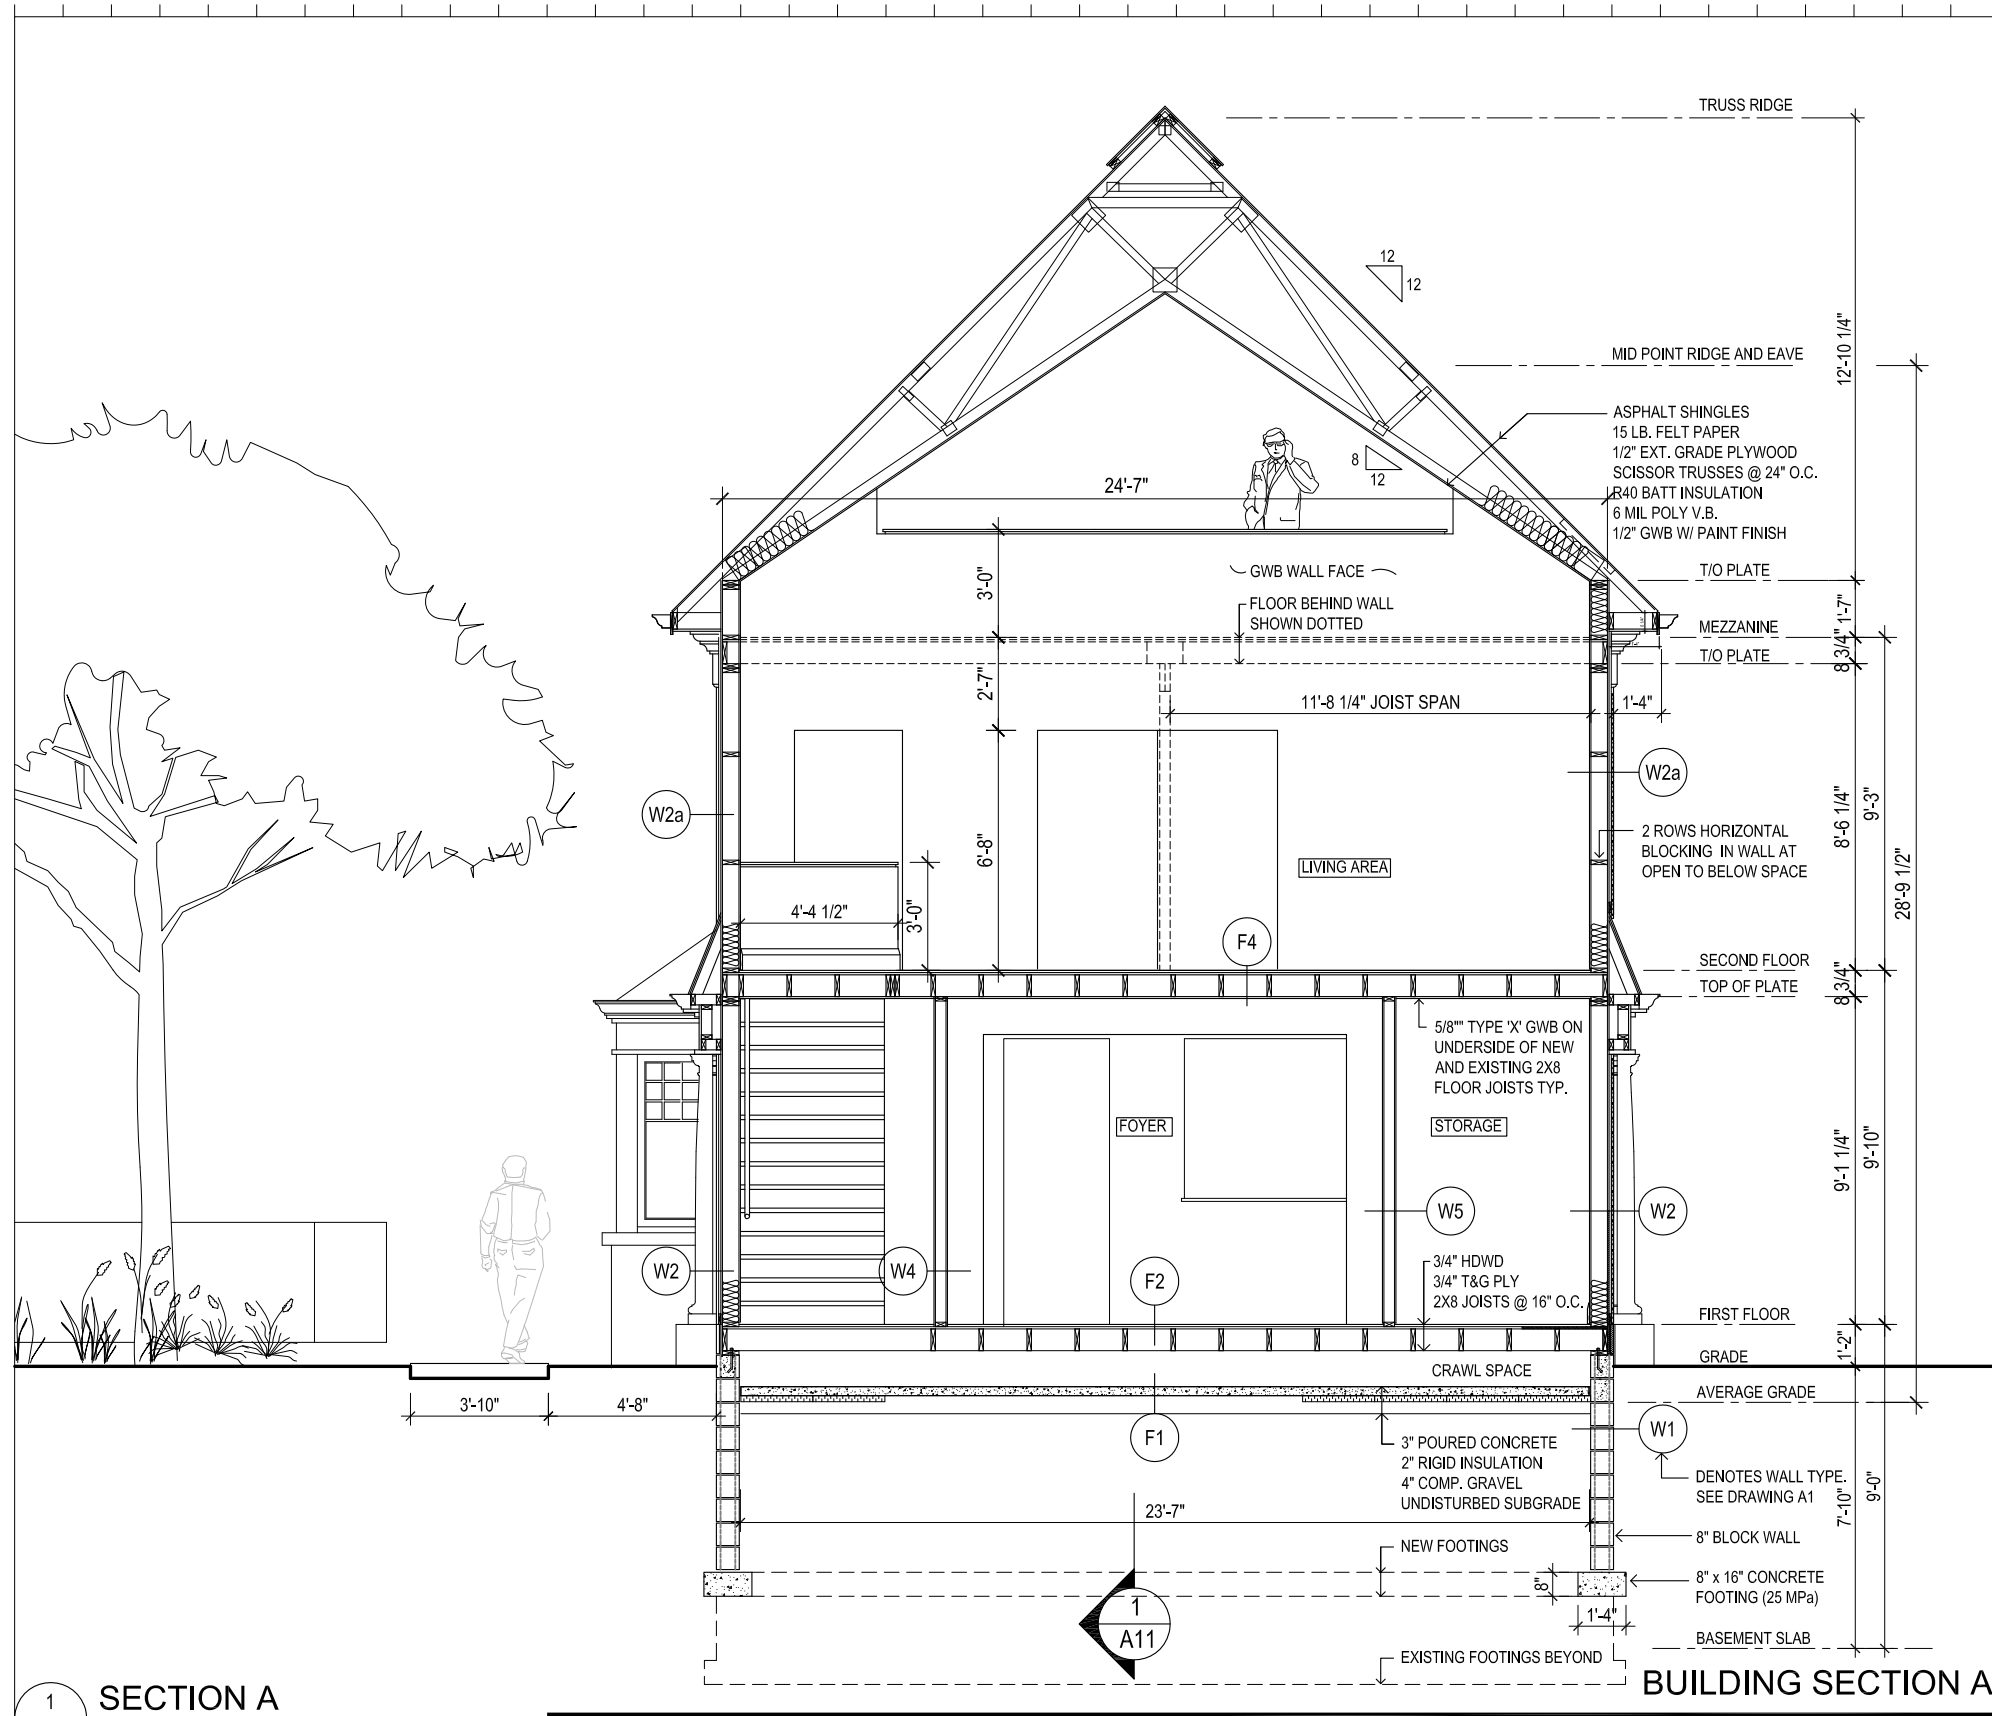 TRUSS RIDGE
12
12
12'-10 1/4"
MID POINT RIDGE AND EAVE
ASPHALT SHINGLES
15 LB. FELT PAPER
1/2" EXT. GRADE PLYWOOD
SCISSOR TRUSSES @ 24" O.C.
R40 BATT INSULATION
6 MIL POLY V.B.
1/2" GWB W/ PAINT FINISH
8
12
24'-7"
3'-0"
GWB WALL FACE
T/O PLATE
FLOOR BEHIND WALL
SHOWN DOTTED
1'-7"
MEZZANINE
T/O PLATE
8 3/4"
2'-7"
11'-8 1/4" JOIST SPAN
1'-4"
W2a
W2a
8'-6 1/4"
9'-3"
2 ROWS HORIZONTAL
BLOCKING IN WALL AT
OPEN TO BELOW SPACE
6'-8"
LIVING AREA
28'-9 1/2"
4'-4 1/2"
3'-0"
F4
SECOND FLOOR
TOP OF PLATE
8 3/4"
5/8"" TYPE 'X' GWB ON
UNDERSIDE OF NEW
AND EXISTING 2X8
FLOOR JOISTS TYP.
FOYER
STORAGE
9'-1 1/4"
9'-10"
W5
W2
W2
W4
F2
3/4" HDWD
3/4" T&G PLY
2X8 JOISTS @ 16" O.C.
FIRST FLOOR
1'-2"
GRADE
CRAWL SPACE
AVERAGE GRADE
3'-10"
4'-8"
F1
W1
3" POURED CONCRETE
2" RIGID INSULATION
4" COMP. GRAVEL
UNDISTURBED SUBGRADE
DENOTES WALL TYPE.
SEE DRAWING A1
7'-10"
9'-0"
23'-7"
8" BLOCK WALL
NEW FOOTINGS
8"
8" x 16" CONCRETE
FOOTING (25 MPa)
1'-4"
1
A11
BASEMENT SLAB
EXISTING FOOTINGS BEYOND
1
SECTION A
BUILDING SECTION A